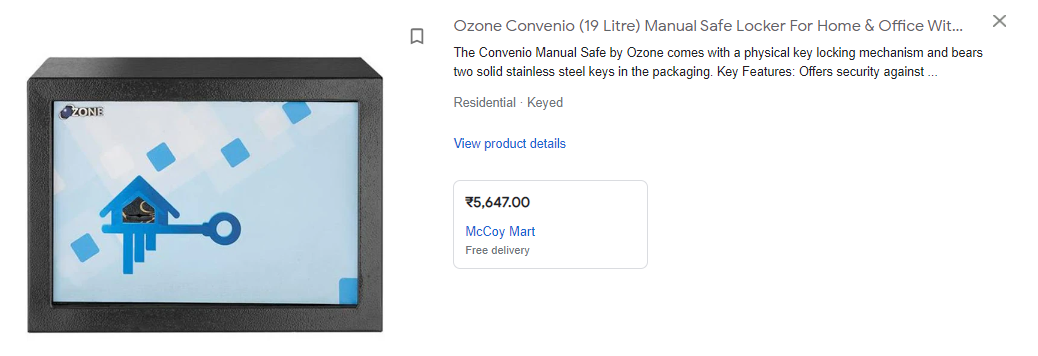 Ozone Convenio (19 Litre) Manual Safe Locker For Home & Office Wit...
The Convenio Manual Safe by Ozone comes with a physical key locking mechanism and bears
two solid stainless steel keys in the packaging. Key Features: Offers security against ...
Residential · Keyed
View product details
₹5,647.00
McCoy Mart
Free delivery
OZONE